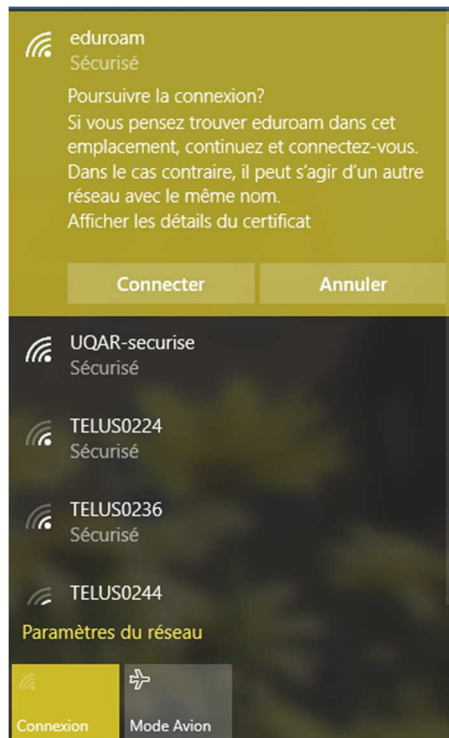 eduroam
Sécurisé
Poursuivre la connexion?
Si vous pensez trouver eduroam dans cet
emplacement, continuez et connectez-vous.
Dans le cas contraire, il peut s’agir d’un autre
réseau avec le même nom.
Afficher les détails du certificat
Connecter Annuler
UQAR-securise
Sécurisé
TELUS0224
Sécurisé
TELUS0236
Sécurisé
TELUS0244
Paramètres du réseau
Connexion Mode Avion